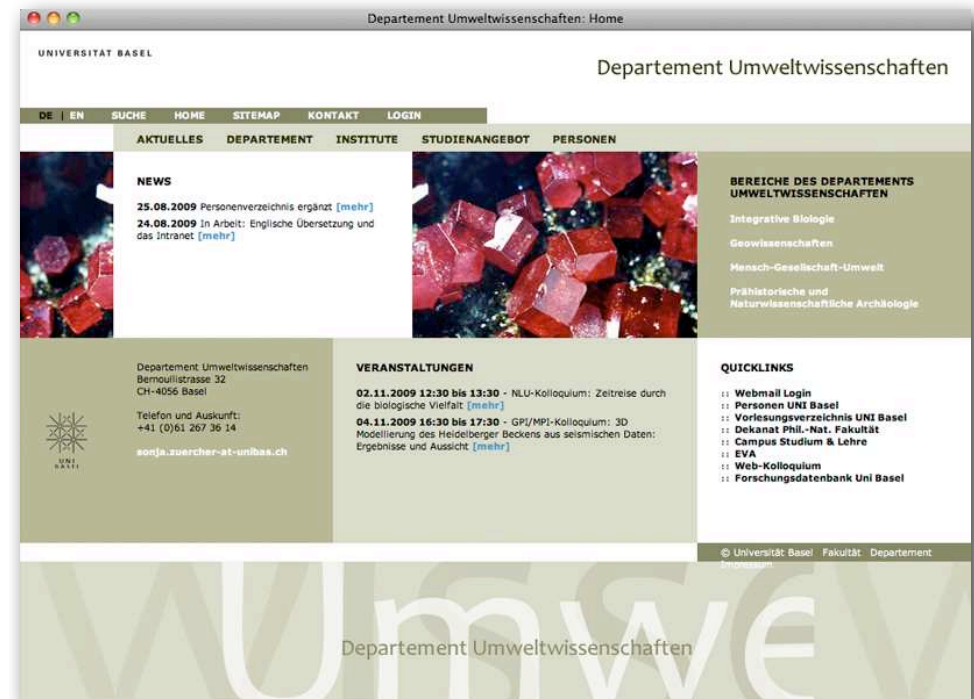 Departement Umweltwissenschaften: Home
UNIVERSITÄT BASEL
Departement Umweltwissenschaften
DE | EN SUCHE HOME SITEMAP KONTAKT LOGIN
AKTUELLES DEPARTEMENT INSTITUTE STUDIENANGEBOT PERSONEN
NEWS
25.08.2009 Personenverzeichnis ergänzt [mehr]
24.08.2009 In Arbeit: Englische Übersetzung und
das Intranet [mehr]
BEREICHE DES DEPARTEMENTS
UMWELTWISSENSCHAFTEN
Integrative Biologie
Geowissenschaften
Mensch-Gesellschaft-Umwelt
Prähistorische und
Naturwissenschaftliche Archäologie
UNI
BASEL
Departement Umweltwissenschaften
Bernoullistrasse 32
CH-4056 Basel
Telefon und Auskunft:
+41 (0)61 267 36 14
sonja.zuercher-at-unibas.ch
VERANSTALTUNGEN
02.11.2009 12:30 bis 13:30 - NLU-Kolloquium: Zeitreise durch
die biologische Vielfalt [mehr]
04.11.2009 16:30 bis 17:30 - GPI/MPI-Kolloquium: 3D
Modellierung des Heidelberger Beckens aus seismischen Daten:
Ergebnisse und Aussicht [mehr]
QUICKLINKS
:: Webmail Login
:: Personen UNI Basel
:: Vorlesungsverzeichnis UNI Basel
:: Dekanat Phil.-Nat. Fakultät
:: Campus Studium & Lehre
:: EVA
:: Web-Kolloquium
:: Forschungsdatenbank Uni Basel
© Universität Basel Fakultät Departement
Impressum
Umwe
Departement Umweltwissenschaften